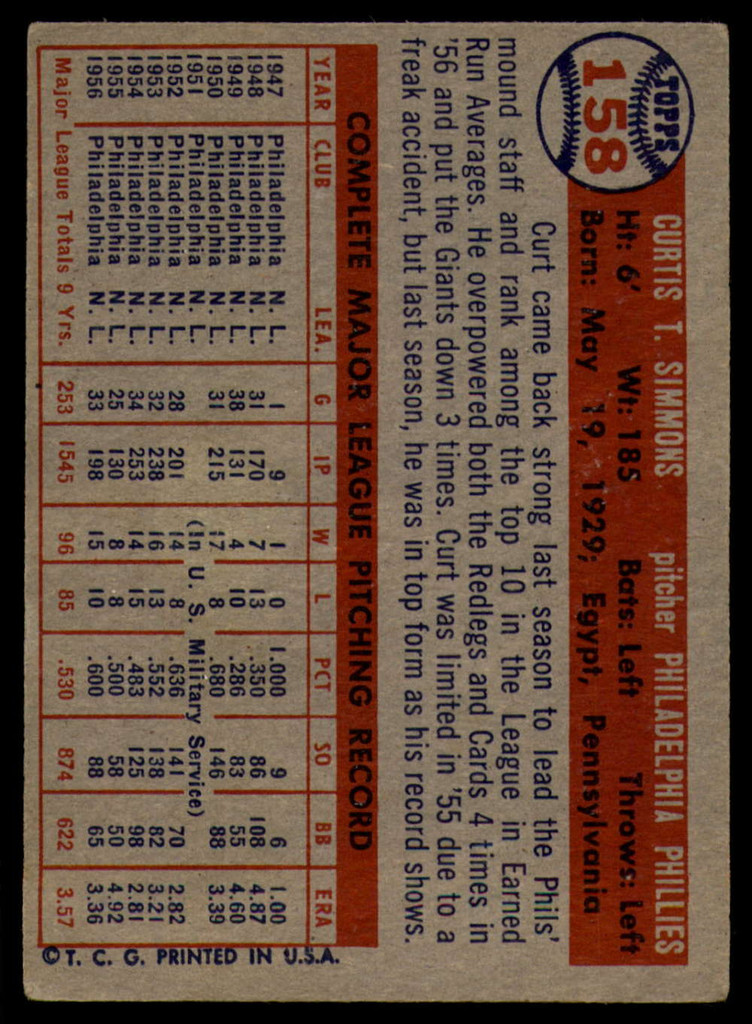 TOPPS
158
CURTIS T. SIMMONS pitcher PHILADELPHIA PHILLIES
Ht: 6' Wt: 185 Bats: Left Throws: Left
Born: May 19, 1929; Egypt, Pennsylvania
Curt came back strong last season to lead the Phils'
mound staff and rank among the top 10 in the League in Earned
Run Averages. He overpowered both the Redlegs and Cards 4 times in
'56 and put the Giants down 3 times. Curt was limited in '55 due to a
freak accident, but last season, he was in top form as his record shows.
COMPLETE MAJOR LEAGUE PITCHING RECORD
YEAR CLUB LEA. G IP W L PCT SO BB ERA
1947 Philadelphia N. L. 1 9 1 0 1.000 9 6 1.00
1948 Philadelphia N. L. 31 170 7 13 .350 86 108 4.87
1949 Philadelphia N. L. 38 131 4 10 .286 83 55 4.60
1950 Philadelphia N. L. 31 215 17 8 .680 146 88 3.39
1951 Philadelphia N. L. (In U. S. Military Service)
1952 Philadelphia N. L. 28 201 14 8 .636 141 70 2.82
1953 Philadelphia N. L. 32 238 16 13 .552 138 82 3.21
1954 Philadelphia N. L. 34 253 14 15 .483 125 98 2.81
1955 Philadelphia N. L. 25 130 8 8 .500 58 50 4.92
1956 Philadelphia N. L. 33 198 15 10 .600 88 65 3.36
Major League Totals 9 Yrs. 253 1545 96 85 .530 874 622 3.57
© T. C. G. PRINTED IN U.S.A.